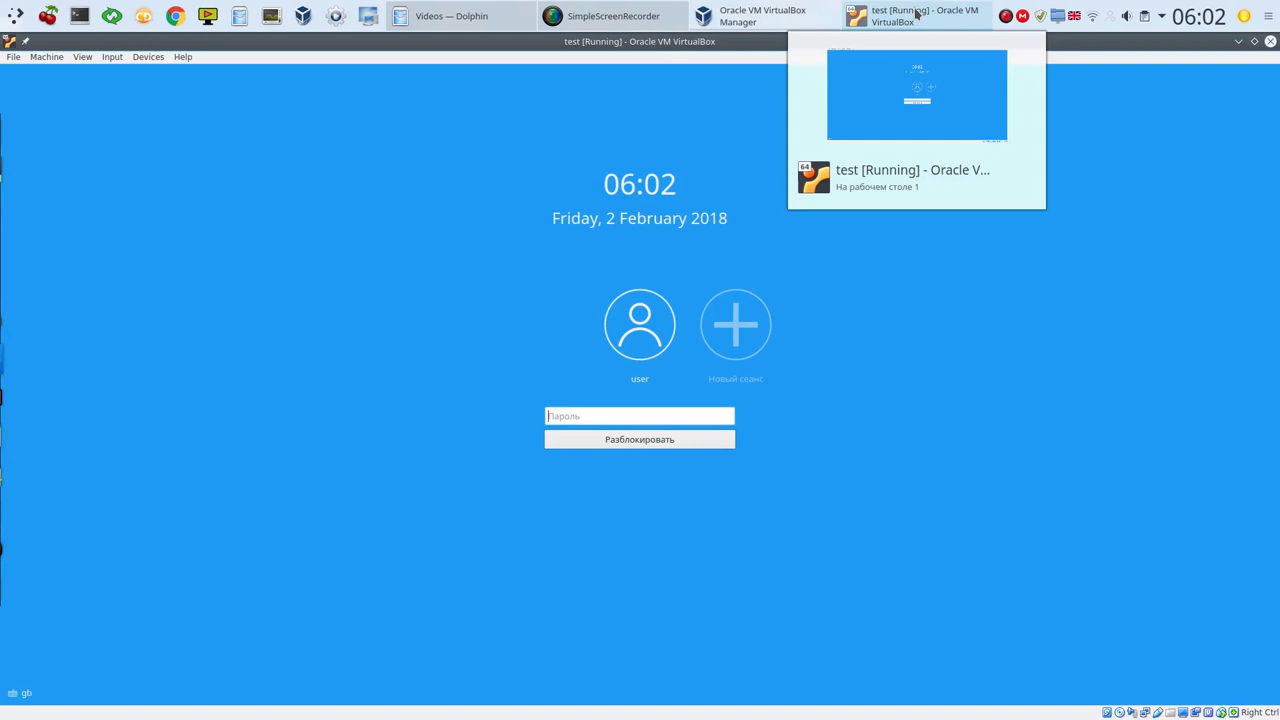 Videos — Dolphin
SimpleScreenRecorder
Oracle VM VirtualBox
Manager
test [Running] - Oracle VM
VirtualBox
06:02
test [Running] - Oracle VM VirtualBox
File Machine View Input Devices Help
64
test [Running] - Oracle V...
На рабочем столе 1
06:02
Friday, 2 February 2018
user
Новый сеанс
Пароль
Разблокировать
gb
Right Ctrl